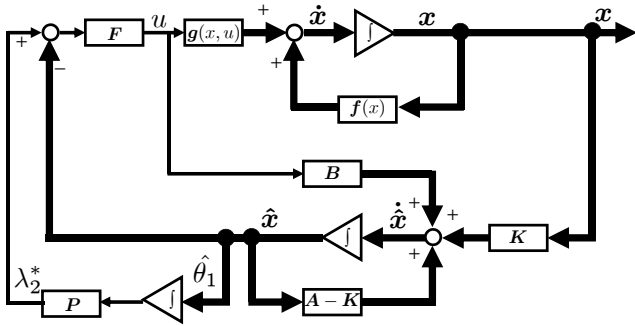 u
ẋ
x
x
+
+
F
g(x, u)
∫
−
+
f(x)
B
+
+
x̂
ẋ̂
∫
K
+
θ̂₁
λ₂*
P
∫
A − K